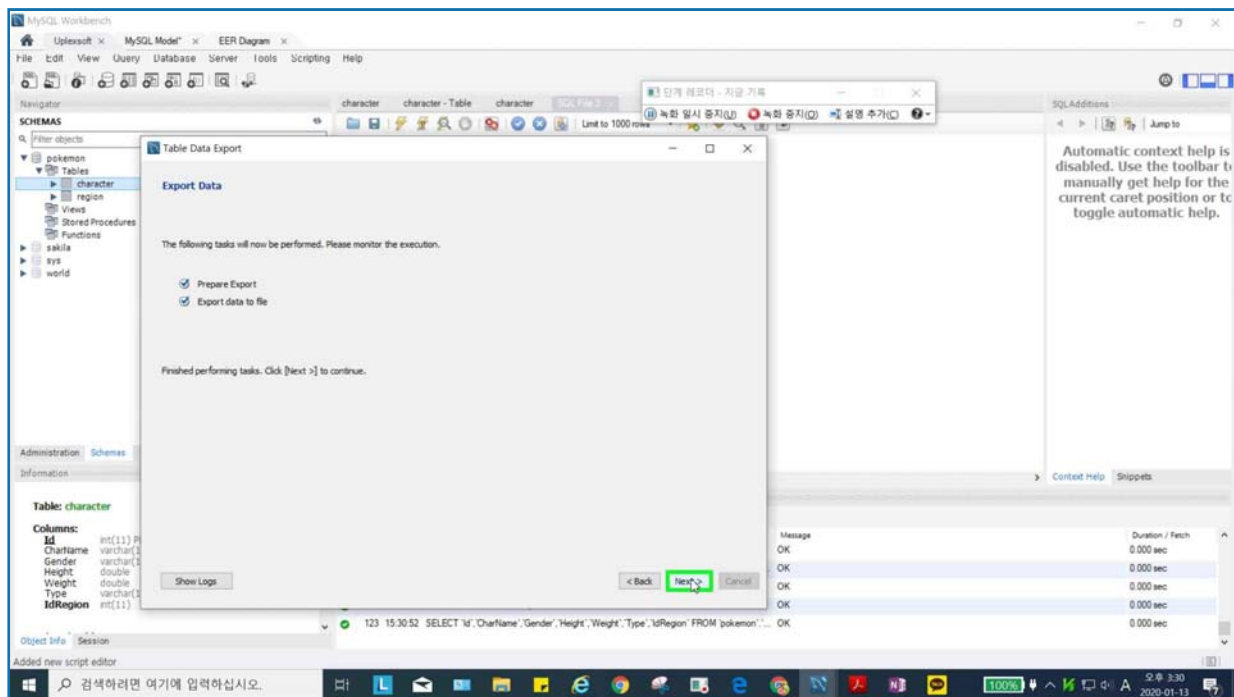 MySQL Workbench
Uplexsoft × MySQL Model* × EER Diagram ×
File Edit View Query Database Server Tools Scripting Help
단계 레코더 - 지금 기록
녹화 일시 중지(U) 녹화 중지(O) 설명 추가(C)
Navigator
character character - Table character SQL File 3
SQLAdditions
SCHEMAS
Limit to 1000 rows
Jump to
Filter objects
pokemon
Tables
character
region
Views
Stored Procedures
Functions
sakila
sys
world
Table Data Export
Export Data
The following tasks will now be performed. Please monitor the execution.
Prepare Export
Export data to file
Finished performing tasks. Click [Next >] to continue.
Show Logs < Back Next > Cancel
Automatic context help is
disabled. Use the toolbar to
manually get help for the
current caret position or to
toggle automatic help.
Administration Schemas
Information
Context Help Snippets
Table: character
Columns:
Id int(11)
CharName varchar(1
Gender varchar(1
Height double
Weight double
Type varchar(1
IdRegion int(11)
Message Duration / Fetch
OK 0.000 sec
OK 0.000 sec
OK 0.000 sec
OK 0.000 sec
123 15:30:52 SELECT `Id`,`CharName`,`Gender`,`Height`,`Weight`,`Type`,`IdRegion` FROM `pokemon`.`... OK 0.000 sec
Object Info Session
Added new script editor
검색하려면 여기에 입력하십시오.
100%
A
오후 3:30
2020-01-13